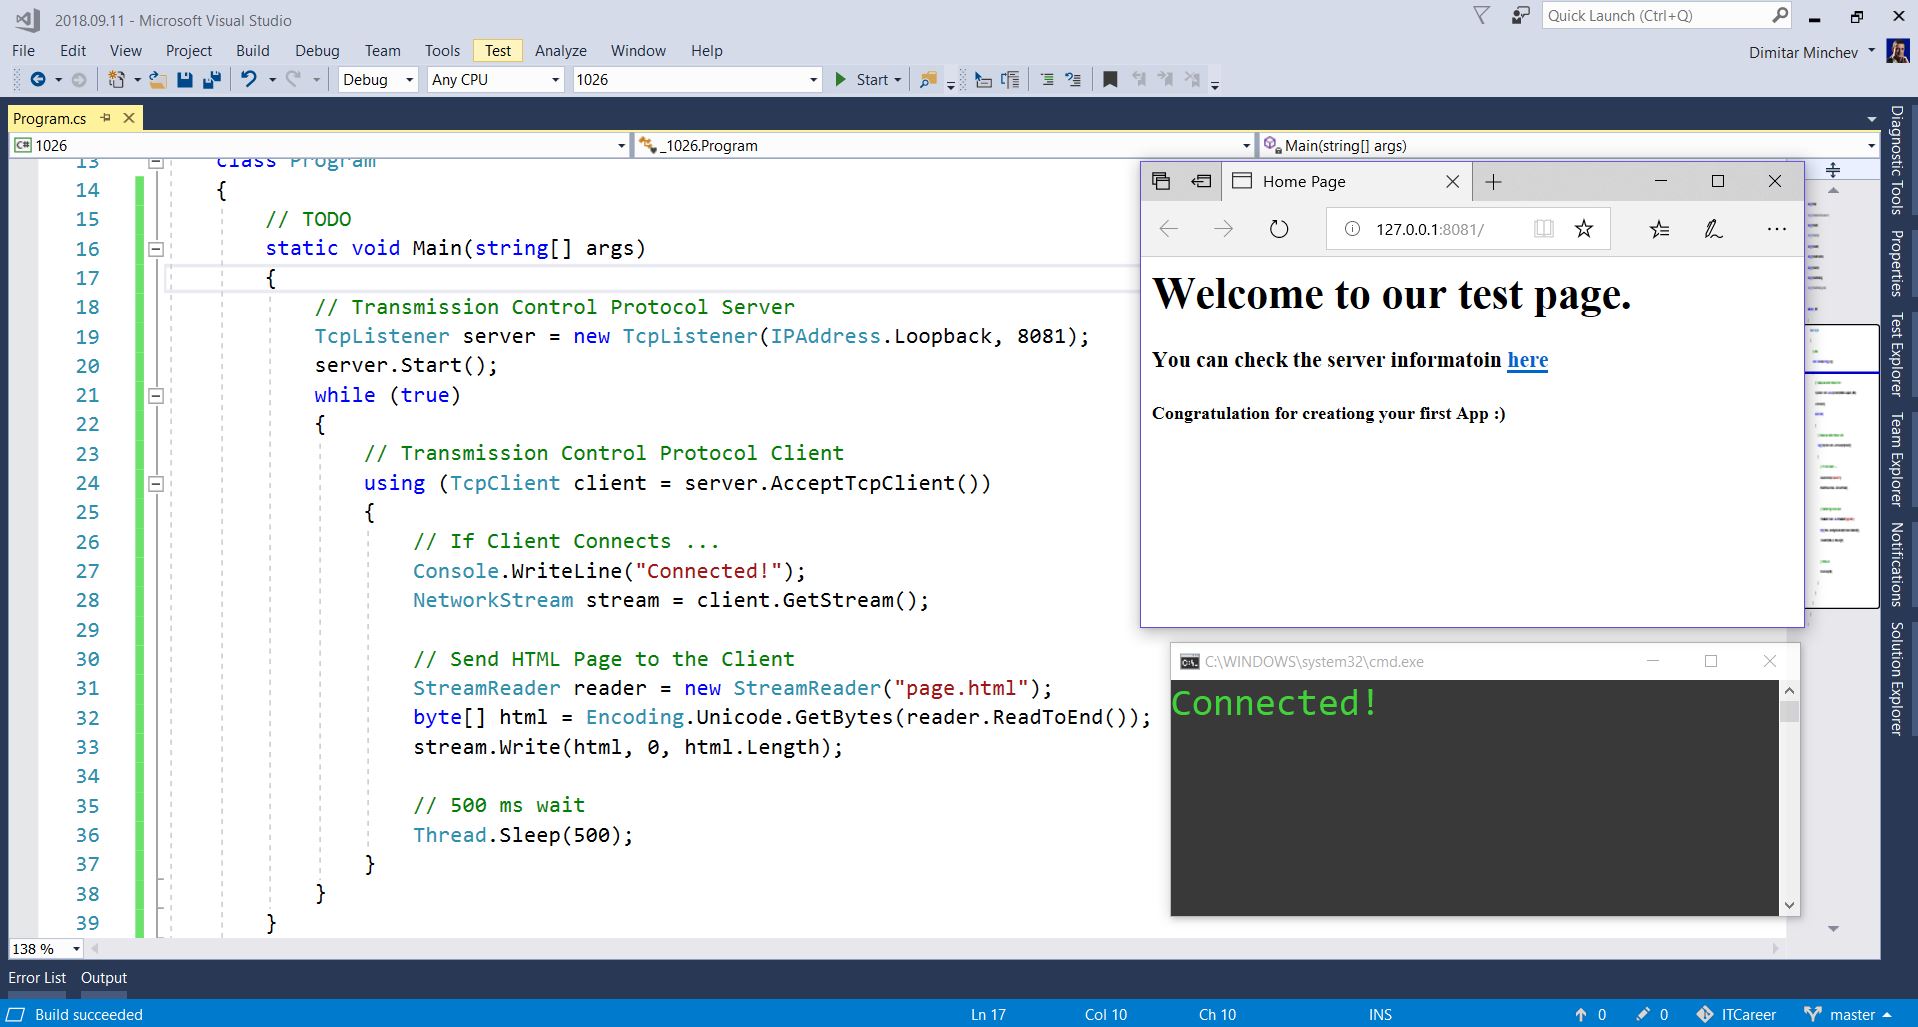 2018.09.11 - Microsoft Visual Studio
Quick Launch (Ctrl+Q)
File Edit View Project Build Debug Team Tools Test Analyze Window Help
Dimitar Minchev
Debug Any CPU 1026 Start
Program.cs
C# 1026
_1026.Program
Main(string[] args)
13 class Program
14 {
15 // TODO
16 static void Main(string[] args)
17 {
18 // Transmission Control Protocol Server
19 TcpListener server = new TcpListener(IPAddress.Loopback, 8081);
20 server.Start();
21 while (true)
22 {
23 // Transmission Control Protocol Client
24 using (TcpClient client = server.AcceptTcpClient())
25 {
26 // If Client Connects ...
27 Console.WriteLine("Connected!");
28 NetworkStream stream = client.GetStream();
29
30 // Send HTML Page to the Client
31 StreamReader reader = new StreamReader("page.html");
32 byte[] html = Encoding.Unicode.GetBytes(reader.ReadToEnd());
33 stream.Write(html, 0, html.Length);
34
35 // 500 ms wait
36 Thread.Sleep(500);
37 }
38 }
39 }
138 %
Home Page
127.0.0.1:8081/
Welcome to our test page.
You can check the server informatoin here
Congratulation for creationg your first App :)
C:\WINDOWS\system32\cmd.exe
Connected!
Diagnostic Tools
Properties
Test Explorer
Team Explorer
Notifications
Solution Explorer
Error List Output
Build succeeded Ln 17 Col 10 Ch 10 INS 0 0 ITCareer master